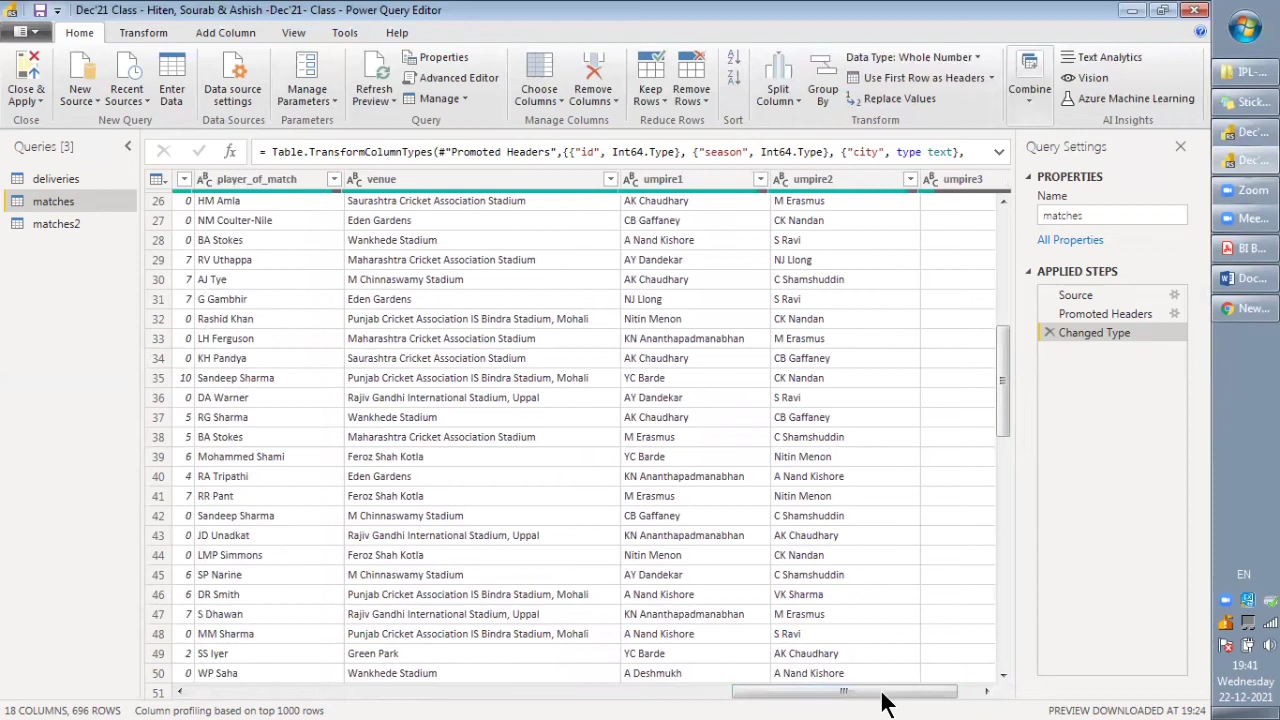 Dec'21 Class - Hiten, Sourab & Ashish -Dec'21- Class - Power Query Editor
Home Transform Add Column View Tools Help
Close & Apply
New Source
Recent Sources
Enter Data
Data source settings
Manage Parameters
Refresh Preview
Properties
Advanced Editor
Manage
Choose Columns
Remove Columns
Keep Rows
Remove Rows
Split Column
Group By
Data Type: Whole Number
Use First Row as Headers
Replace Values
Combine
Text Analytics
Vision
Azure Machine Learning
Close New Query Data Sources Parameters Query Manage Columns Reduce Rows Sort Transform AI Insights
Queries [3]
deliveries
matches
matches2
= Table.TransformColumnTypes(#"Promoted Headers",{{"id", Int64.Type}, {"season", Int64.Type}, {"city", type text},
player_of_match venue umpire1 umpire2 umpire3
26 0 HM Amla Saurashtra Cricket Association Stadium AK Chaudhary M Erasmus
27 0 NM Coulter-Nile Eden Gardens CB Gaffaney CK Nandan
28 0 BA Stokes Wankhede Stadium A Nand Kishore S Ravi
29 7 RV Uthappa Maharashtra Cricket Association Stadium AY Dandekar NJ Llong
30 7 AJ Tye M Chinnaswamy Stadium AK Chaudhary C Shamshuddin
31 7 G Gambhir Eden Gardens NJ Llong S Ravi
32 0 Rashid Khan Punjab Cricket Association IS Bindra Stadium, Mohali Nitin Menon CK Nandan
33 0 LH Ferguson Maharashtra Cricket Association Stadium KN Ananthapadmanabhan M Erasmus
34 0 KH Pandya Saurashtra Cricket Association Stadium AK Chaudhary CB Gaffaney
35 10 Sandeep Sharma Punjab Cricket Association IS Bindra Stadium, Mohali YC Barde CK Nandan
36 0 DA Warner Rajiv Gandhi International Stadium, Uppal AY Dandekar S Ravi
37 5 RG Sharma Wankhede Stadium AK Chaudhary CB Gaffaney
38 5 BA Stokes Maharashtra Cricket Association Stadium M Erasmus C Shamshuddin
39 6 Mohammed Shami Feroz Shah Kotla YC Barde Nitin Menon
40 4 RA Tripathi Eden Gardens KN Ananthapadmanabhan A Nand Kishore
41 7 RR Pant Feroz Shah Kotla M Erasmus Nitin Menon
42 0 Sandeep Sharma M Chinnaswamy Stadium CB Gaffaney C Shamshuddin
43 0 JD Unadkat Rajiv Gandhi International Stadium, Uppal KN Ananthapadmanabhan AK Chaudhary
44 0 LMP Simmons Feroz Shah Kotla Nitin Menon CK Nandan
45 6 SP Narine M Chinnaswamy Stadium AY Dandekar C Shamshuddin
46 6 DR Smith Punjab Cricket Association IS Bindra Stadium, Mohali A Nand Kishore VK Sharma
47 7 S Dhawan Rajiv Gandhi International Stadium, Uppal KN Ananthapadmanabhan M Erasmus
48 0 MM Sharma Punjab Cricket Association IS Bindra Stadium, Mohali A Nand Kishore S Ravi
49 2 SS Iyer Green Park YC Barde AK Chaudhary
50 0 WP Saha Wankhede Stadium A Deshmukh A Nand Kishore
51
Query Settings
PROPERTIES
Name
matches
All Properties
APPLIED STEPS
Source
Promoted Headers
Changed Type
18 COLUMNS, 696 ROWS Column profiling based on top 1000 rows PREVIEW DOWNLOADED AT 19:24
IPL-...
Stick...
Dec'...
Dec'...
Zoom
Mee...
BI B...
Doc...
New...
EN
19:41
Wednesday
22-12-2021